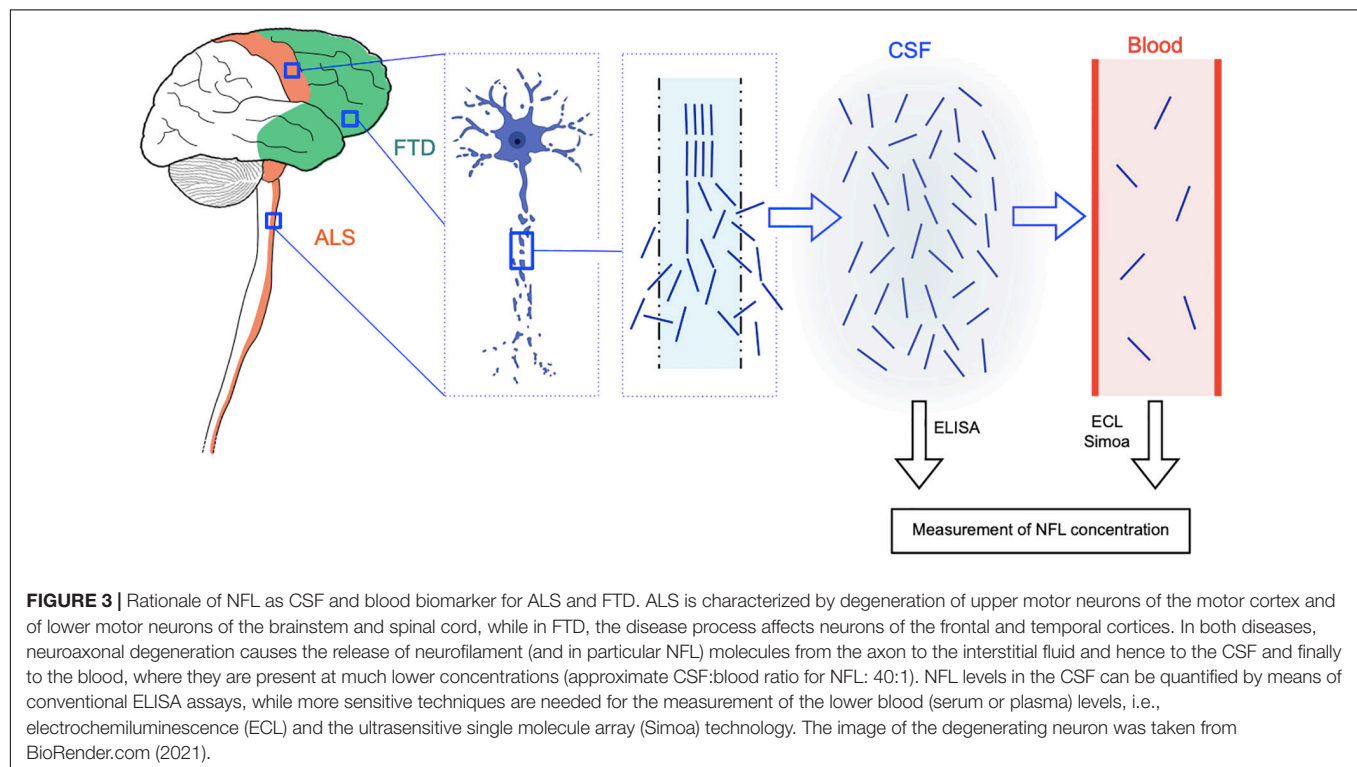 CSF
Blood
FTD
ALS
ELISA
ECL
Simoa
Measurement of NFL concentration
FIGURE 3 | Rationale of NFL as CSF and blood biomarker for ALS and FTD. ALS is characterized by degeneration of upper motor neurons of the motor cortex and
of lower motor neurons of the brainstem and spinal cord, while in FTD, the disease process affects neurons of the frontal and temporal cortices. In both diseases,
neuroaxonal degeneration causes the release of neurofilament (and in particular NFL) molecules from the axon to the interstitial fluid and hence to the CSF and finally
to the blood, where they are present at much lower concentrations (approximate CSF:blood ratio for NFL: 40:1). NFL levels in the CSF can be quantified by means of
conventional ELISA assays, while more sensitive techniques are needed for the measurement of the lower blood (serum or plasma) levels, i.e.,
electrochemiluminescence (ECL) and the ultrasensitive single molecule array (Simoa) technology. The image of the degenerating neuron was taken from
BioRender.com (2021).